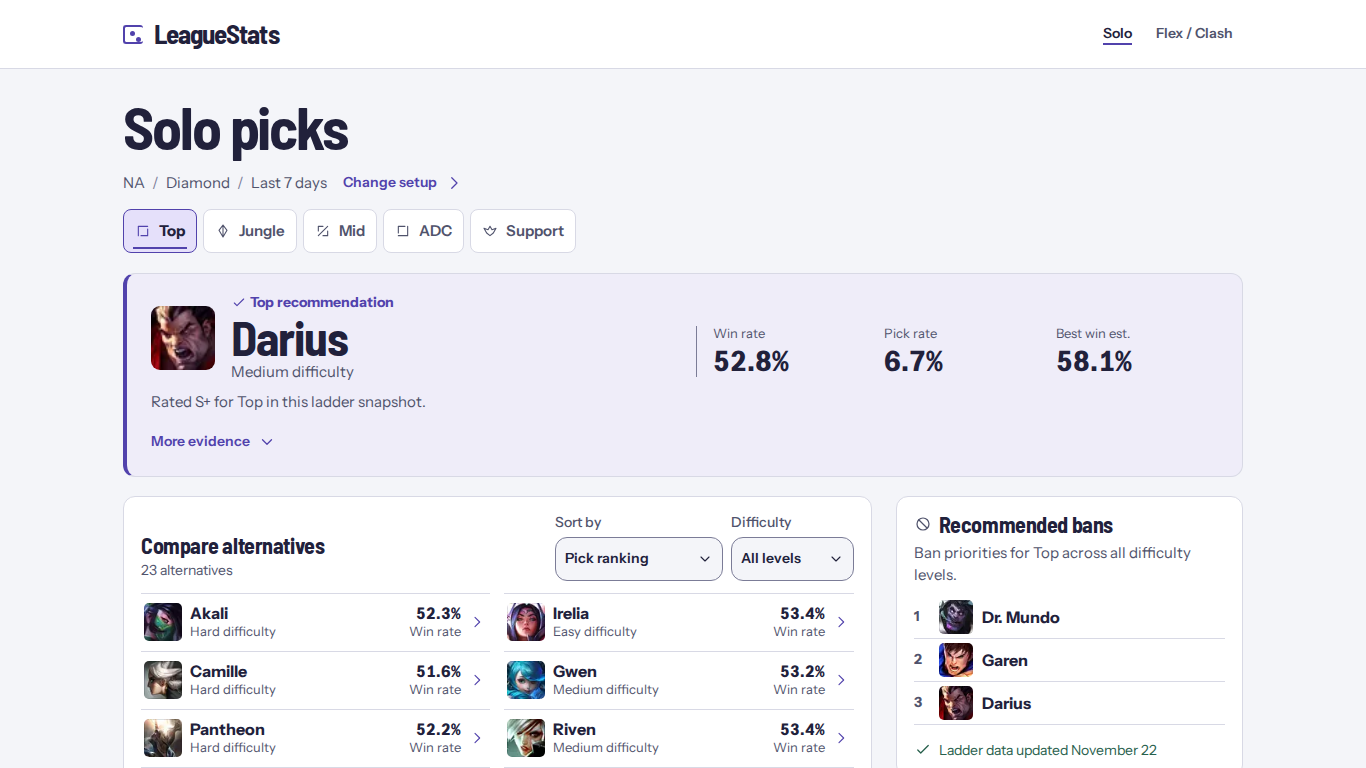 LeagueStats
Solo
Flex / Clash
Solo picks
NA / Diamond / Last 7 days
Change setup
Top
Jungle
Mid
ADC
Support
Top recommendation
Darius
Medium difficulty
Rated S+ for Top in this ladder snapshot.
More evidence
Win rate
52.8%
Pick rate
6.7%
Best win est.
58.1%
Compare alternatives
23 alternatives
Sort by
Pick ranking
Difficulty
All levels
Akali
Hard difficulty
52.3%
Win rate
Irelia
Easy difficulty
53.4%
Win rate
Camille
Hard difficulty
51.6%
Win rate
Gwen
Medium difficulty
53.2%
Win rate
Pantheon
Hard difficulty
52.2%
Win rate
Riven
Medium difficulty
53.4%
Win rate
Recommended bans
Ban priorities for Top across all difficulty
levels.
1 Dr. Mundo
2 Garen
3 Darius
Ladder data updated November 22